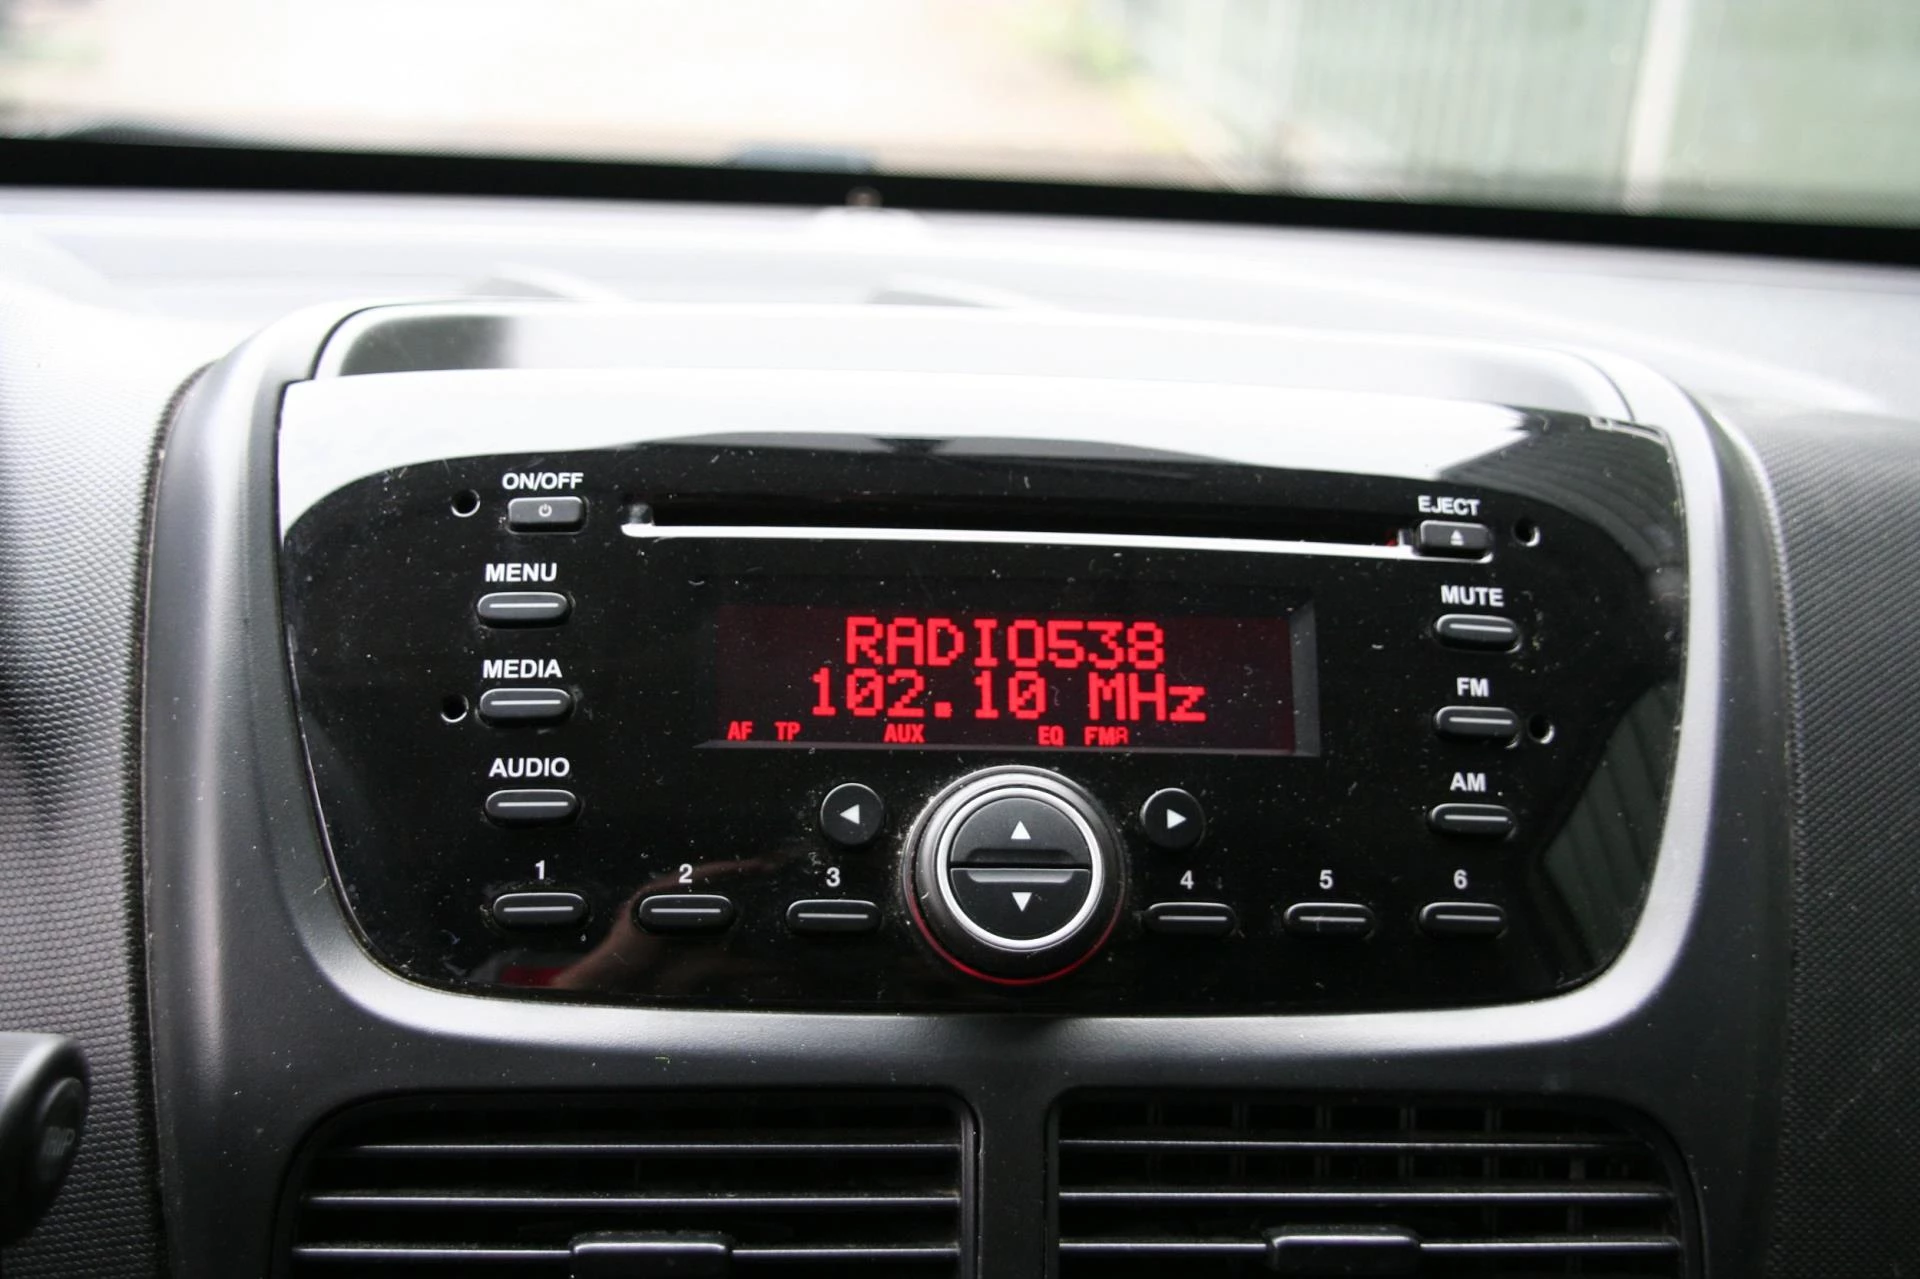 ON/OFF
EJECT
MENU
MUTE
RADIO538
102.10 MHz
MEDIA
FM
AF TP AUX EQ FMA
AUDIO
AM
1 2 3 4 5 6